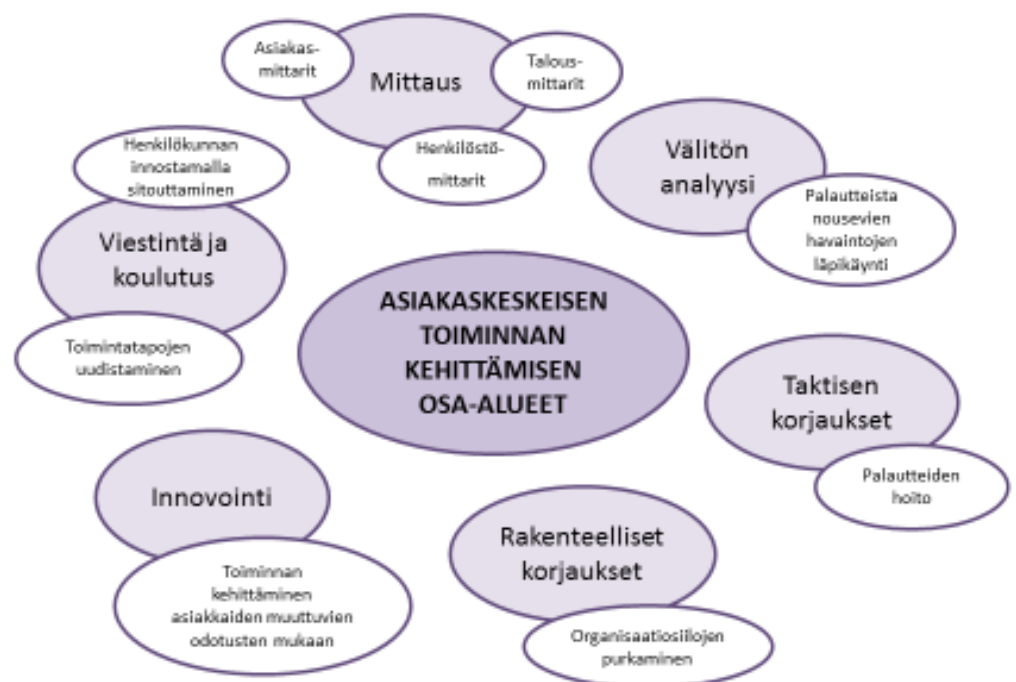 Asiakas-
mittarit
Mittaus
Talous-
mittarit
Henkilöstö-
mittarit
Välitön
analyysi
Palautteista
nousevien
havaintojen
läpikäynti
Henkilökunnan
innostamalla
sitouttaminen
Viestintä ja
koulutus
Toimintatapojen
uudistaminen
ASIAKASKESKEISEN
TOIMINNAN
KEHITTÄMISEN
OSA-ALUEET
Taktisen
korjaukset
Palautteiden
hoito
Innovointi
Toiminnan
kehittäminen
asiakkaiden muuttuvien
odotusten mukaan
Rakenteelliset
korjaukset
Organisaatiosiilojen
purkaminen